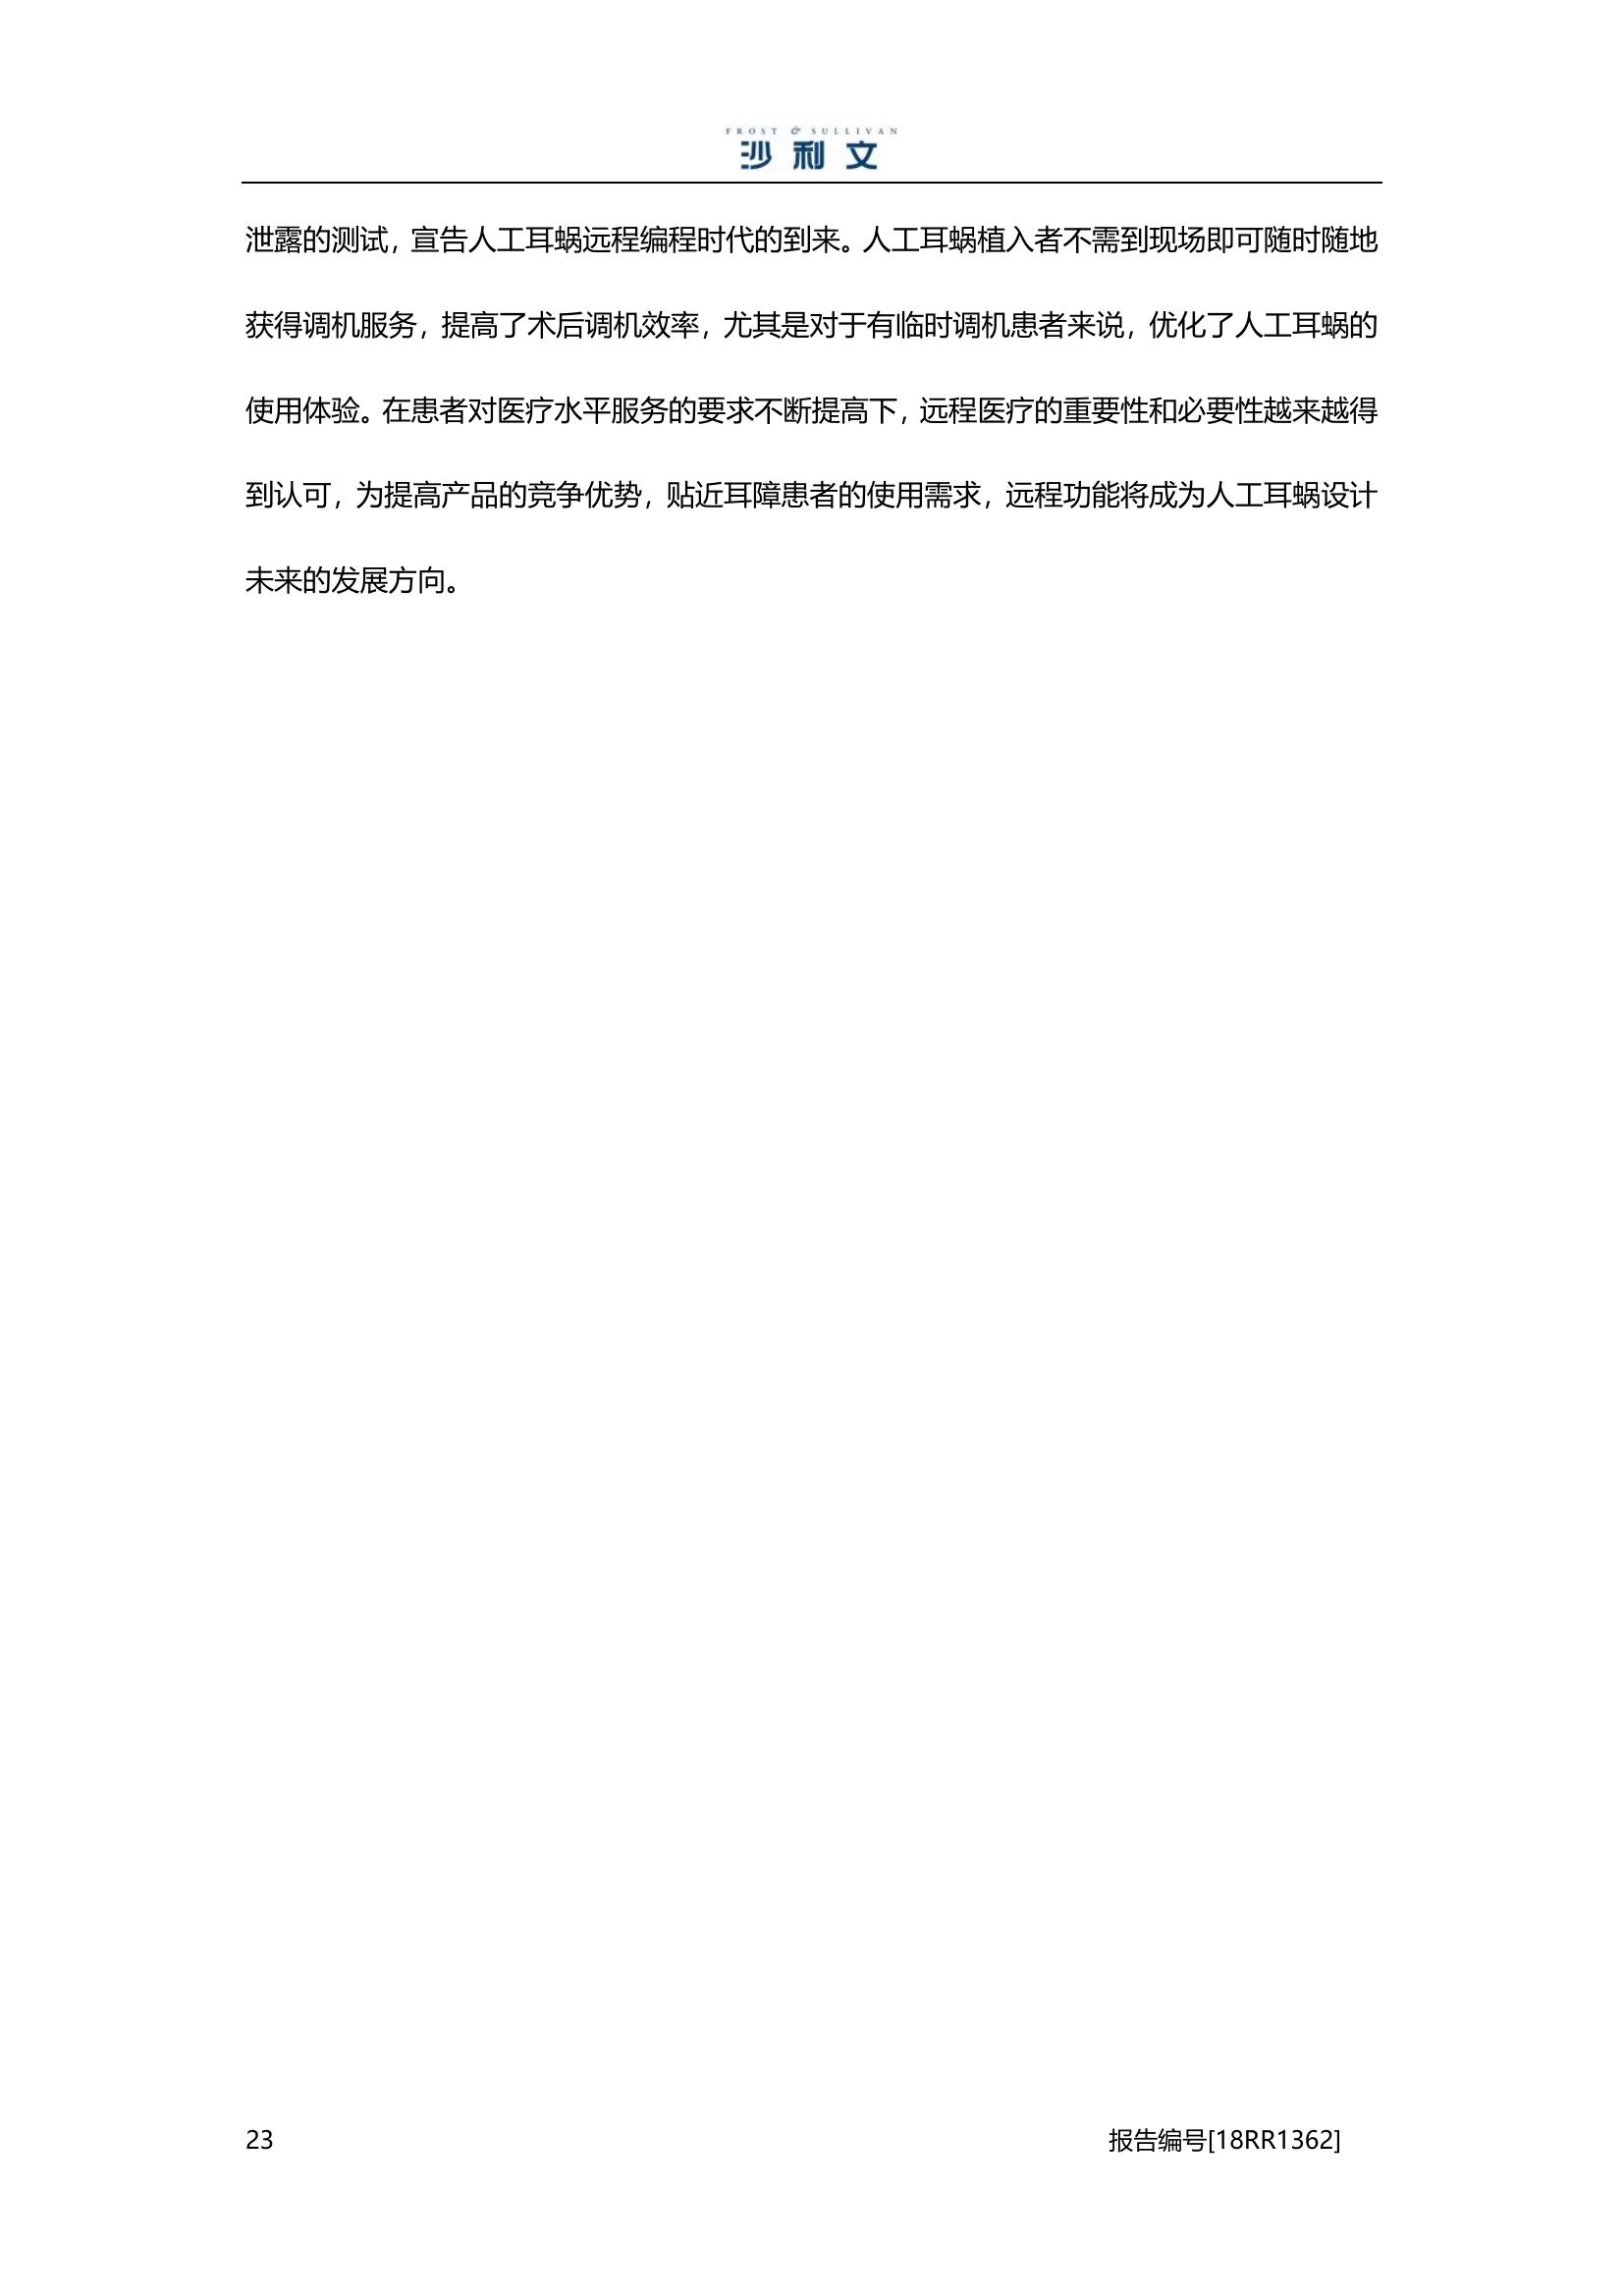 FROST & SULLIVAN
沙利文
泄露的测试，宣告人工耳蜗远程编程时代的到来。人工耳蜗植入者不需到现场即可随时随地
获得调机服务，提高了术后调机效率，尤其是对于有临时调机患者来说，优化了人工耳蜗的
使用体验。在患者对医疗水平服务的要求不断提高下，远程医疗的重要性和必要性越来越得
到认可，为提高产品的竞争优势，贴近耳障患者的使用需求，远程功能将成为人工耳蜗设计
未来的发展方向。
23 报告编号[18RR1362]